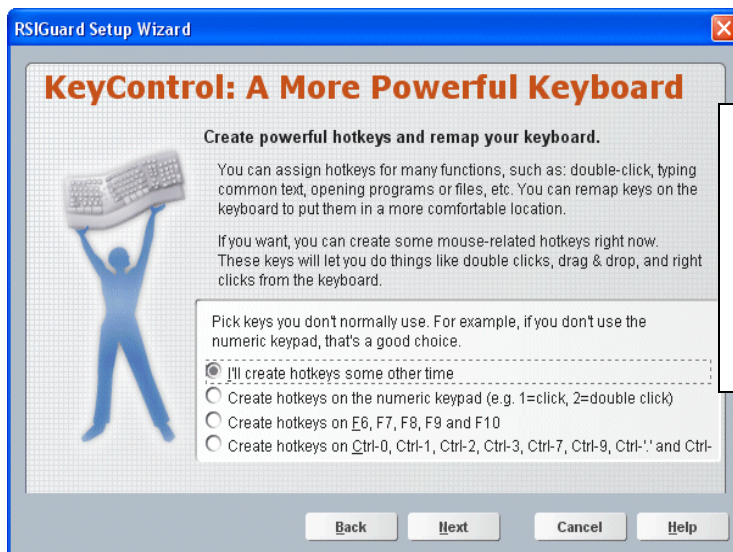 RSIGuard Setup Wizard
KeyControl: A More Powerful Keyboard
Create powerful hotkeys and remap your keyboard.
You can assign hotkeys for many functions, such as: double-click, typing
common text, opening programs or files, etc. You can remap keys on the
keyboard to put them in a more comfortable location.
If you want, you can create some mouse-related hotkeys right now.
These keys will let you do things like double clicks, drag & drop, and right
clicks from the keyboard.
Pick keys you don't normally use. For example, if you don't use the
numeric keypad, that's a good choice.
I'll create hotkeys some other time
Create hotkeys on the numeric keypad (e.g. 1=click, 2=double click)
Create hotkeys on F6, F7, F8, F9 and F10
Create hotkeys on Ctrl-0, Ctrl-1, Ctrl-2, Ctrl-3, Ctrl-7, Ctrl-9, Ctrl-'.' and Ctrl-
Back Next Cancel Help